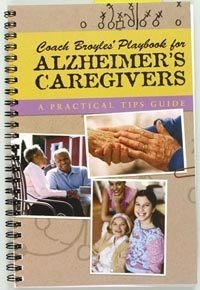 Coach Broyles' Playbook for
ALZHEIMER'S
CAREGIVERS
A PRACTICAL TIPS GUIDE